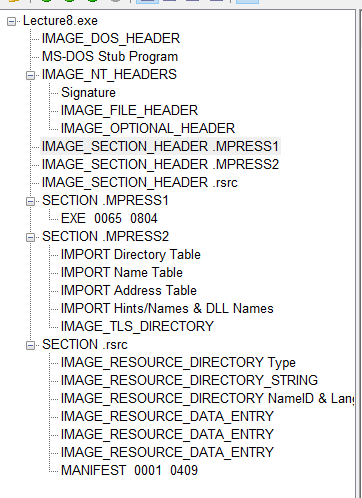 Lecture8.exe
IMAGE_DOS_HEADER
MS-DOS Stub Program
IMAGE_NT_HEADERS
Signature
IMAGE_FILE_HEADER
IMAGE_OPTIONAL_HEADER
IMAGE_SECTION_HEADER .MPRESS1
IMAGE_SECTION_HEADER .MPRESS2
IMAGE_SECTION_HEADER .rsrc
SECTION .MPRESS1
EXE 0065 0804
SECTION .MPRESS2
IMPORT Directory Table
IMPORT Name Table
IMPORT Address Table
IMPORT Hints/Names & DLL Names
IMAGE_TLS_DIRECTORY
SECTION .rsrc
IMAGE_RESOURCE_DIRECTORY Type
IMAGE_RESOURCE_DIRECTORY_STRING
IMAGE_RESOURCE_DIRECTORY NameID & Lang
IMAGE_RESOURCE_DATA_ENTRY
IMAGE_RESOURCE_DATA_ENTRY
IMAGE_RESOURCE_DATA_ENTRY
MANIFEST 0001 0409